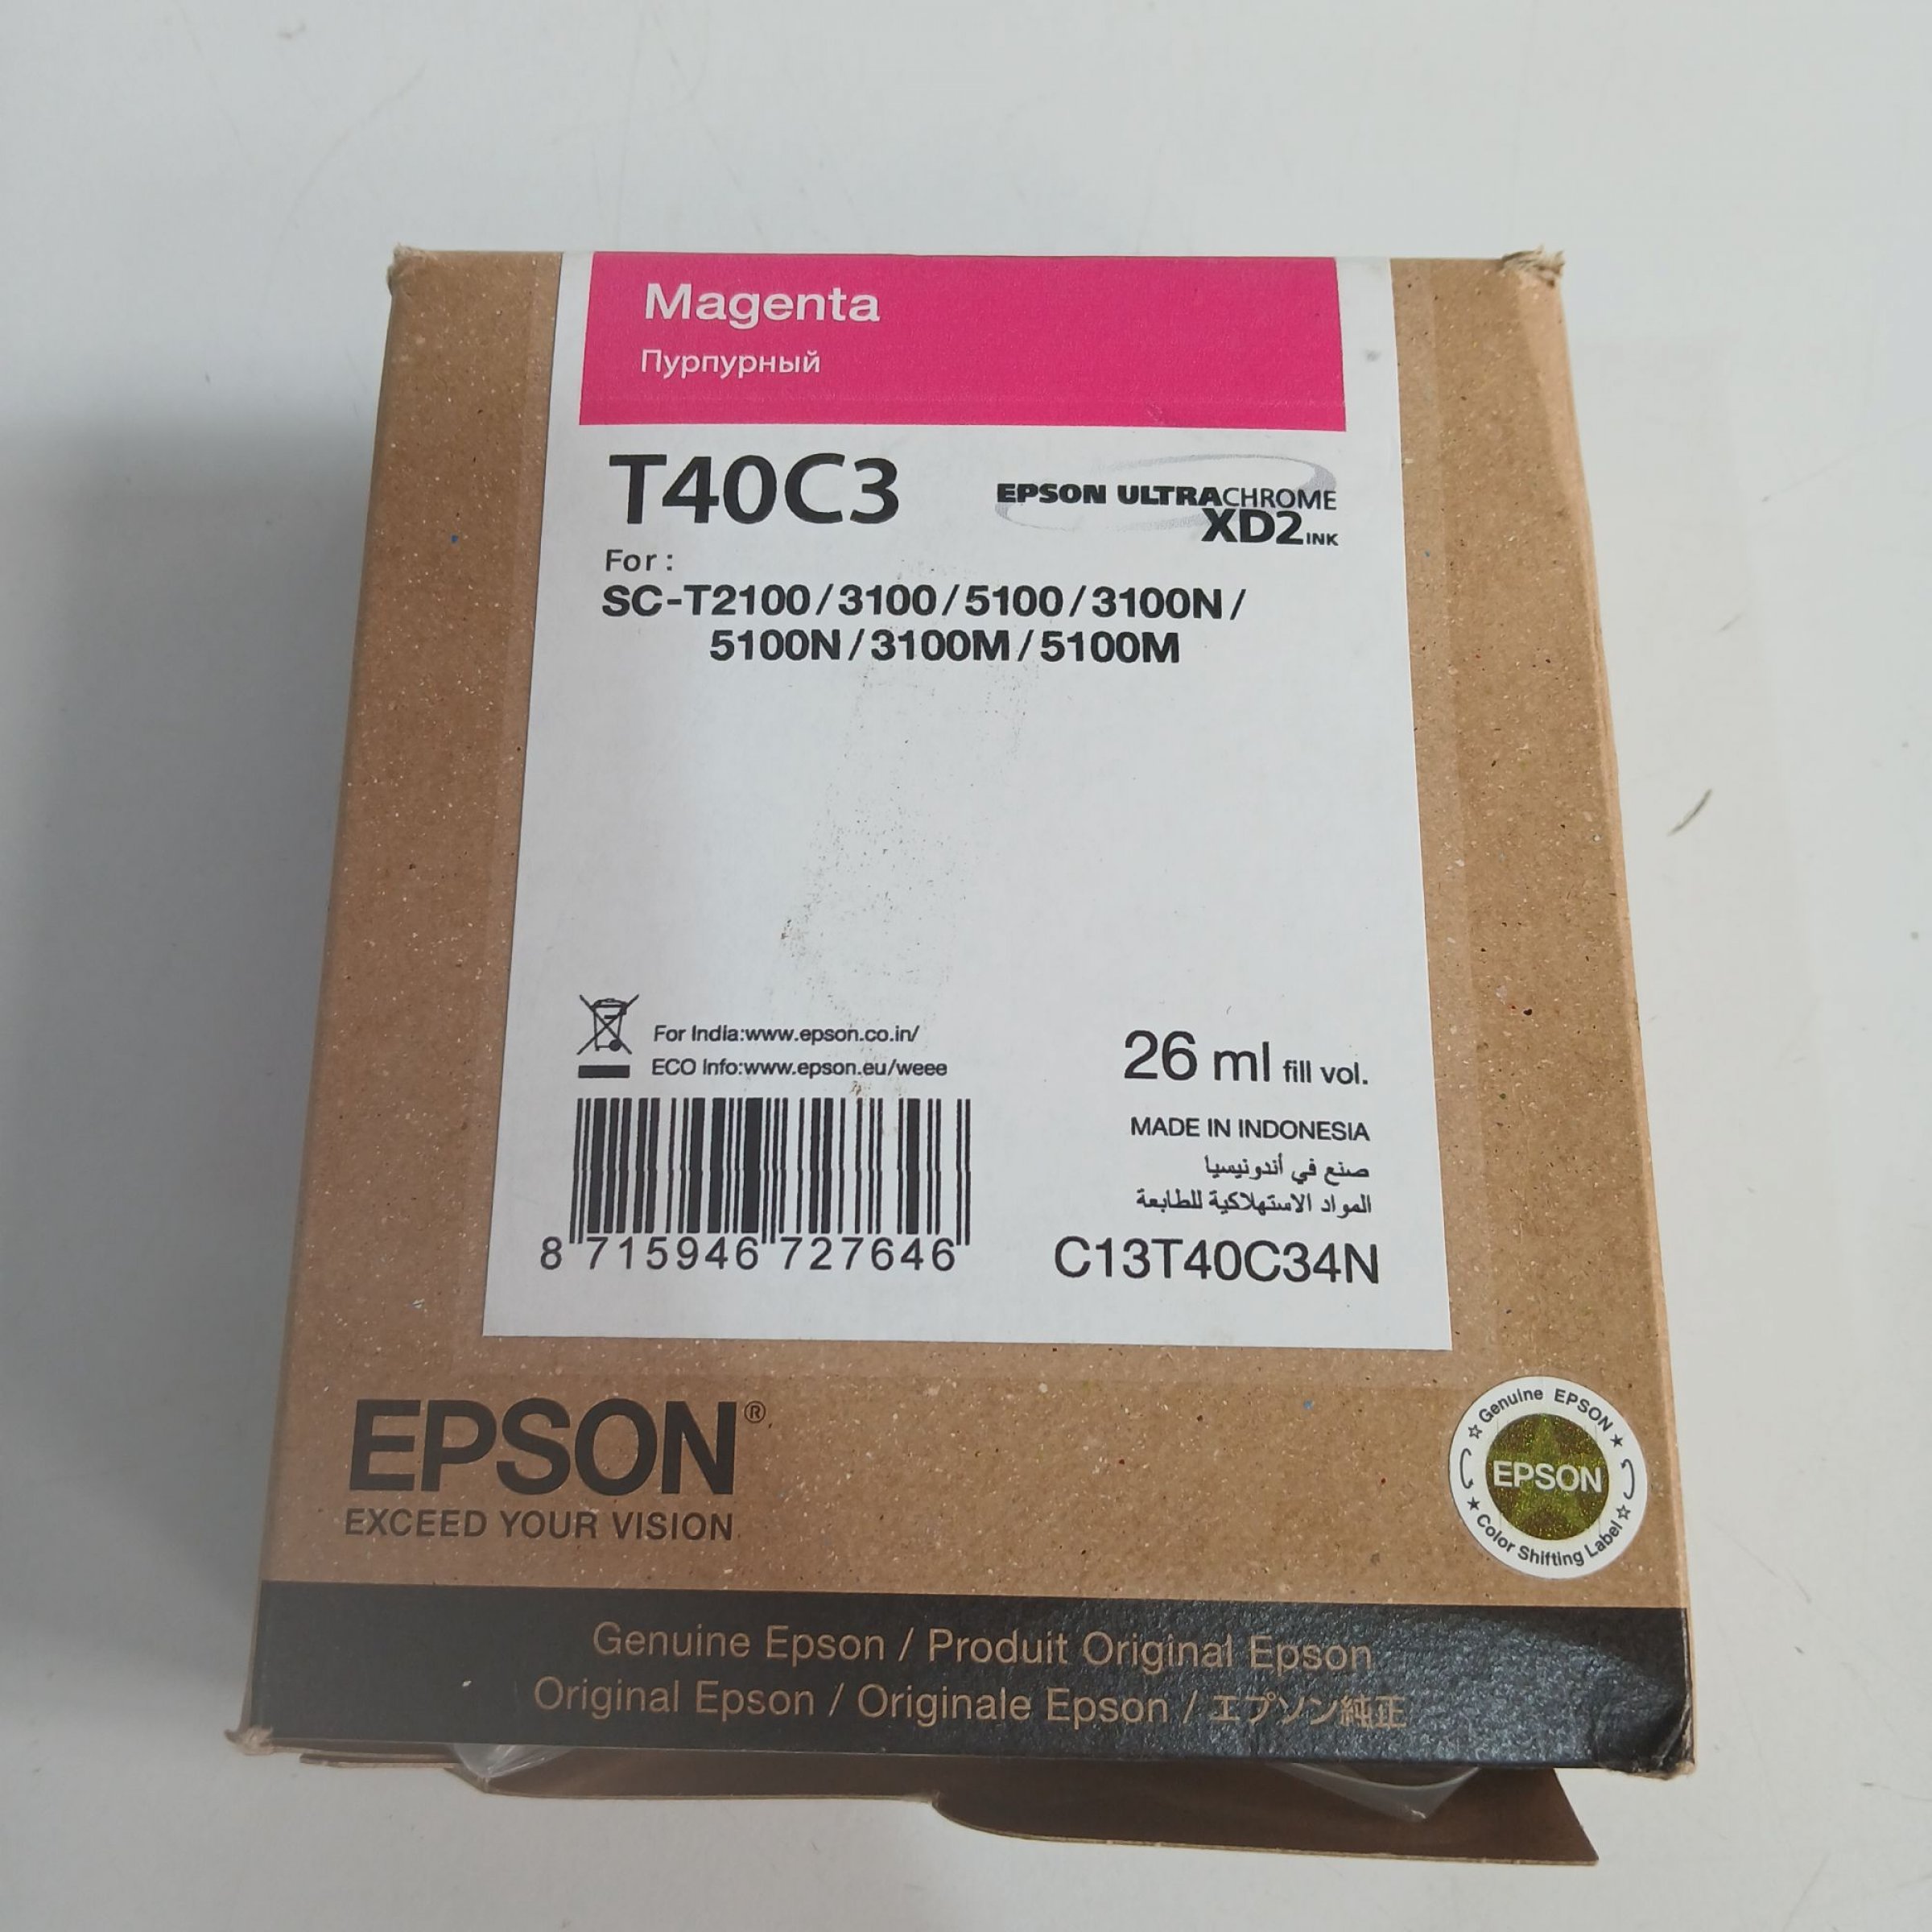 Magenta
Пурпурный
T40C3
EPSON ULTRACHROME
XD2 INK
For :
SC-T2100/3100/5100/3100N/
5100N/3100M/5100M
For India:www.epson.co.in/
ECO Info:www.epson.eu/weee
26 ml fill vol.
MADE IN INDONESIA
صنع في أندونيسيا
المواد الاستهلاكية للطابعة
8 715946 727646
C13T40C34N
EPSON®
EXCEED YOUR VISION
Genuine EPSON
EPSON
Color Shifting Label
Genuine Epson / Produit Original Epson
Original Epson / Originale Epson / エプソン純正